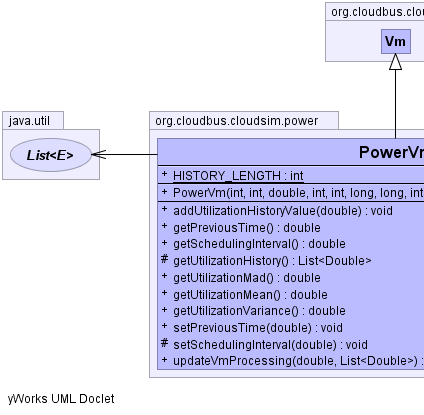 org.cloudbus.clou
Vm
java.util
List<E>
org.cloudbus.cloudsim.power
PowerVm
+ HISTORY_LENGTH : int
+ PowerVm(int, int, double, int, int, long, long, int
+ addUtilizationHistoryValue(double) : void
+ getPreviousTime() : double
+ getSchedulingInterval() : double
# getUtilizationHistory() : List<Double>
+ getUtilizationMad() : double
+ getUtilizationMean() : double
+ getUtilizationVariance() : double
+ setPreviousTime(double) : void
# setSchedulingInterval(double) : void
+ updateVmProcessing(double, List<Double>) :
yWorks UML Doclet